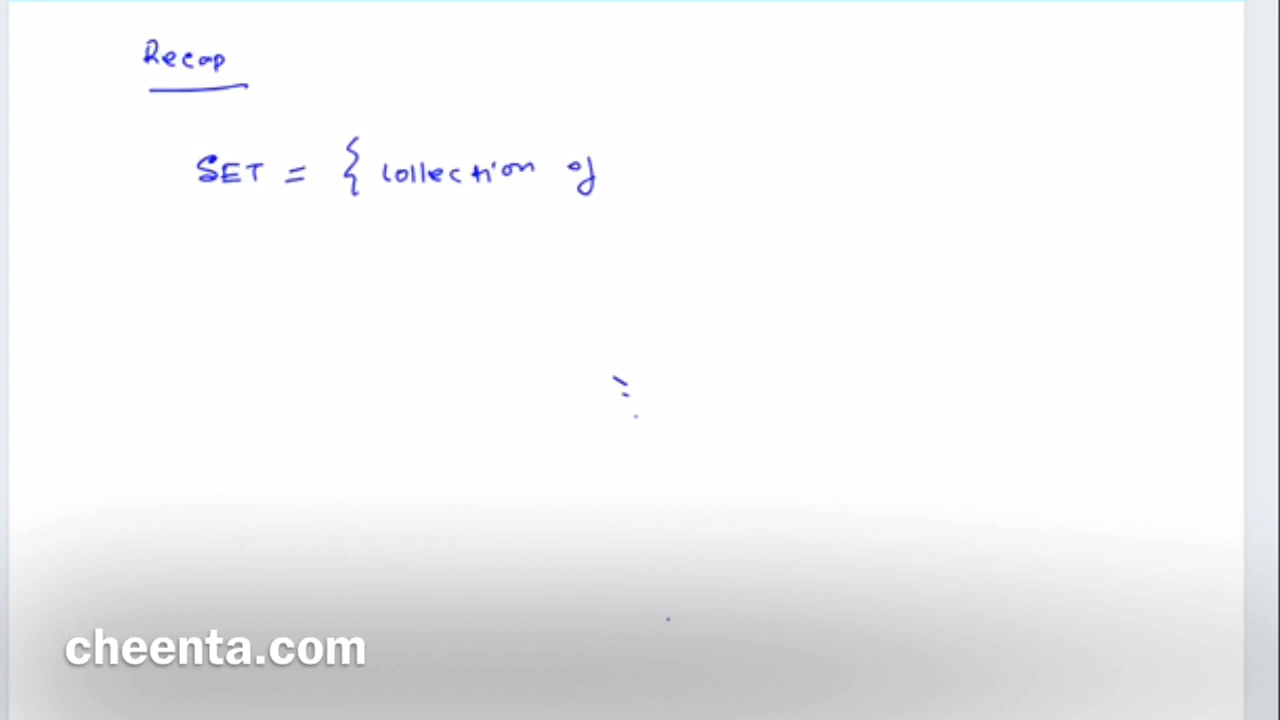 Recap
SET = { collection of
cheenta.com